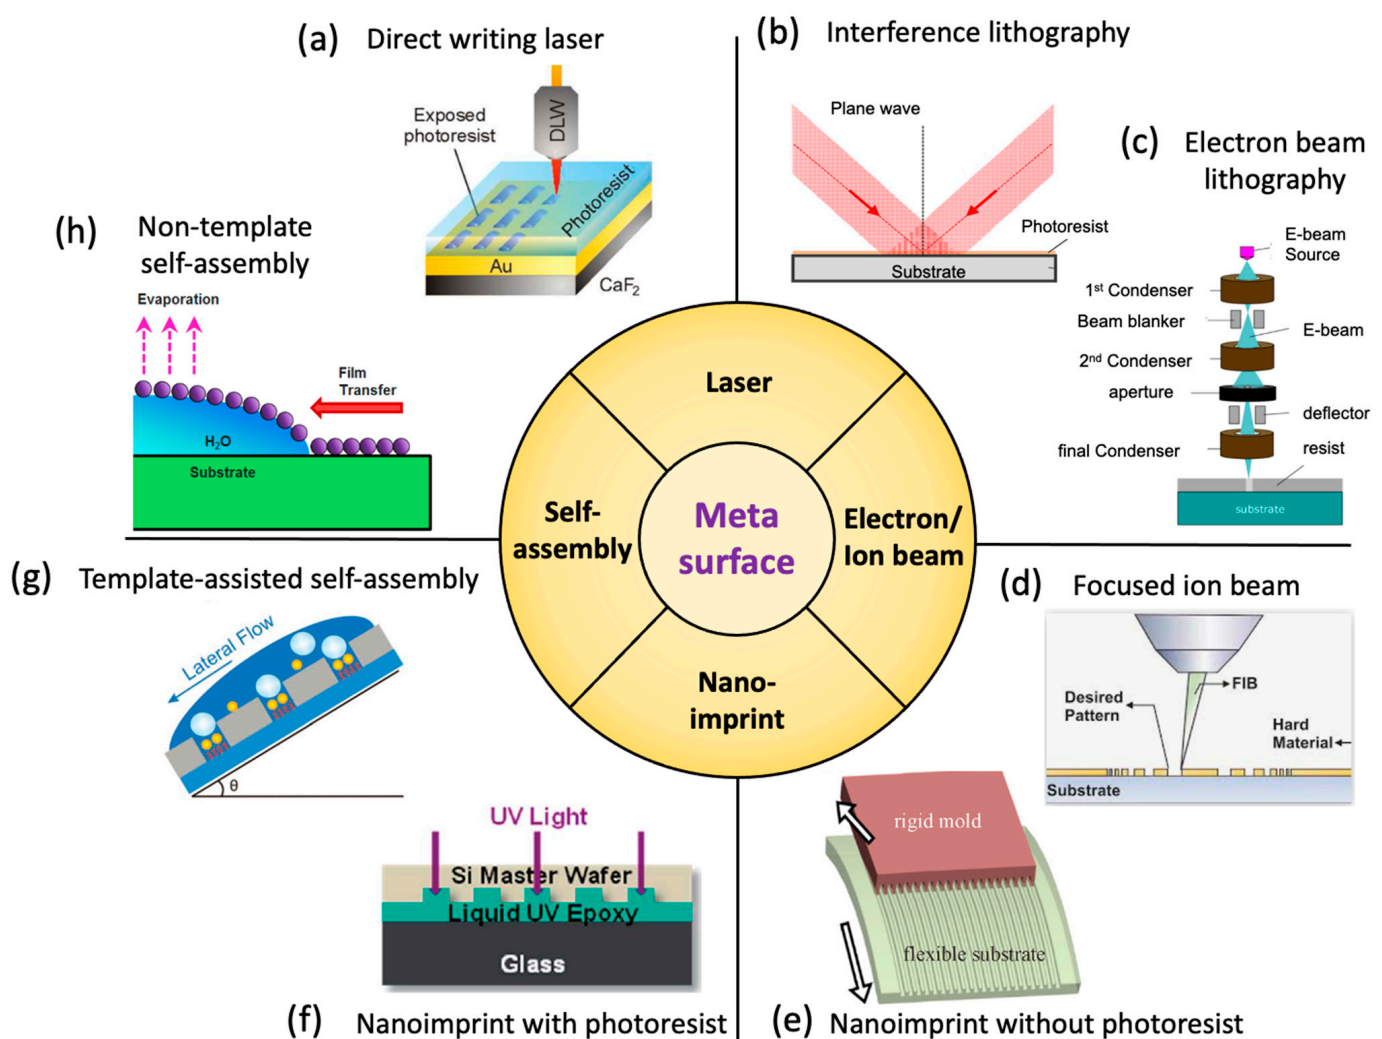 (a) Direct writing laser
Exposed
photoresist
DLW
Photoresist
Au
CaF2
(b) Interference lithography
Plane wave
Photoresist
Substrate
(c) Electron beam
lithography
E-beam
Source
1st Condenser
Beam blanker
E-beam
2nd Condenser
aperture
deflector
final Condenser
resist
substrate
(h) Non-template
self-assembly
Evaporation
Film
Transfer
H2O
Substrate
Laser
Self-
assembly
Meta
surface
Electron/
Ion beam
Nano-
imprint
(g) Template-assisted self-assembly
Lateral Flow
θ
(d) Focused ion beam
FIB
Desired
Pattern
Hard
Material
Substrate
UV Light
Si Master Wafer
Liquid UV Epoxy
Glass
(f) Nanoimprint with photoresist
rigid mold
flexible substrate
(e) Nanoimprint without photoresist